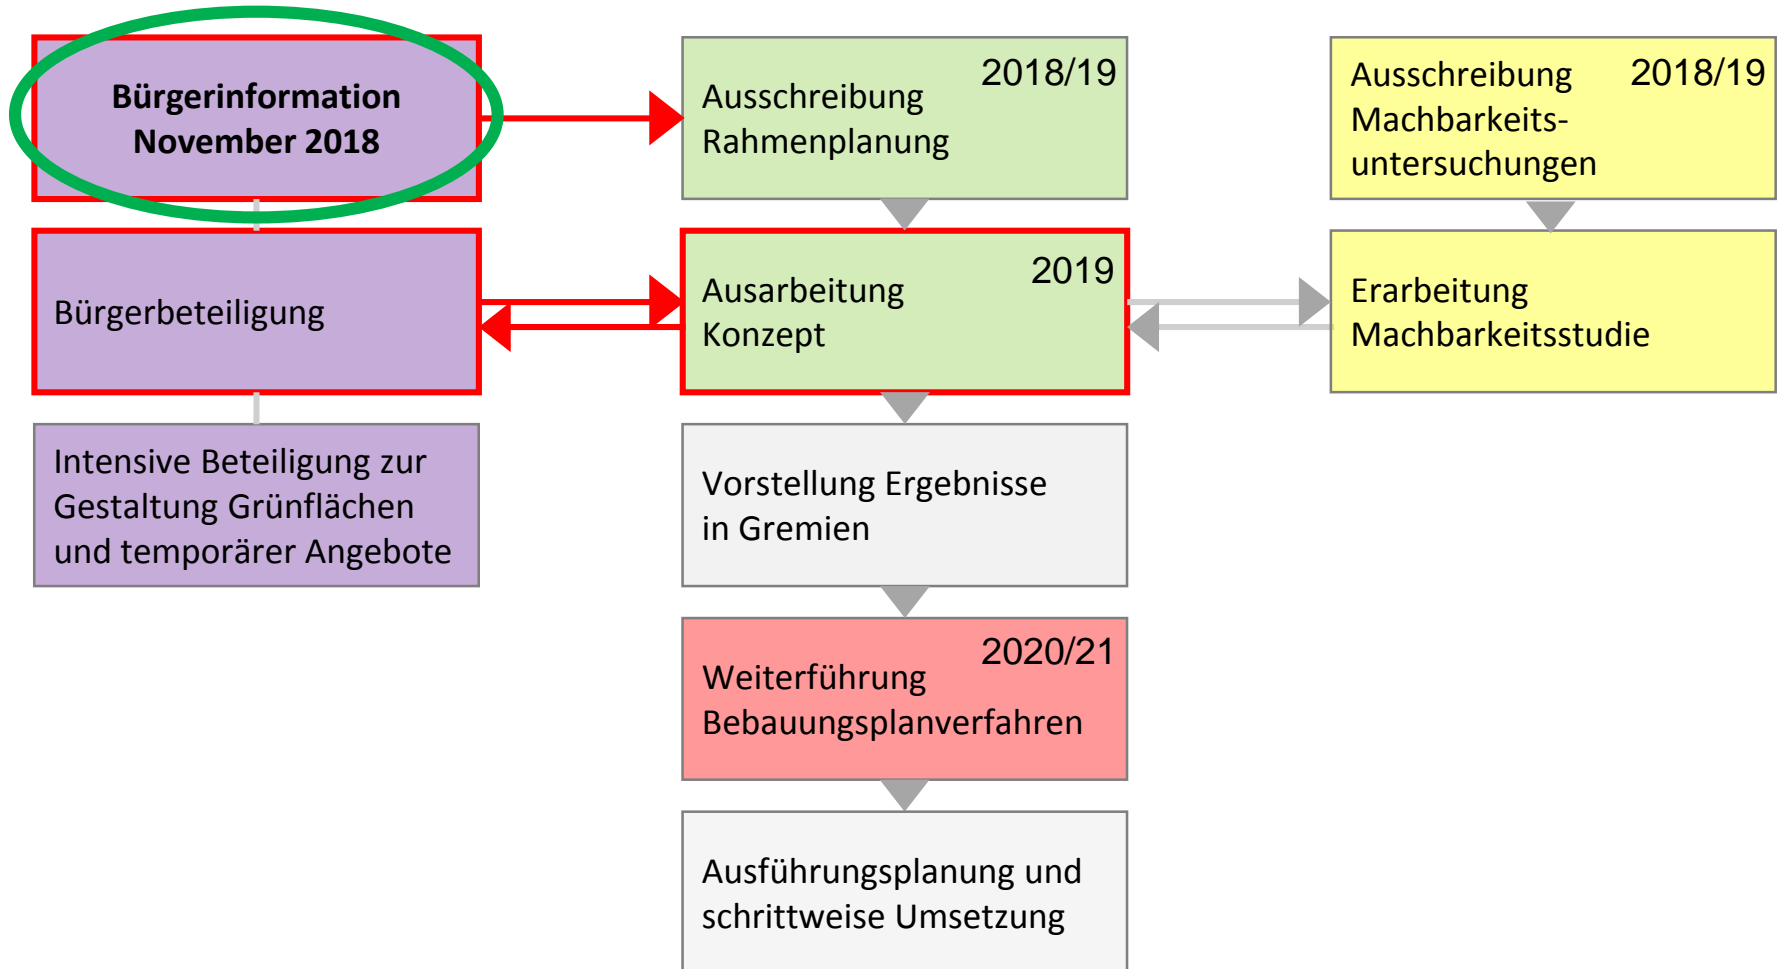 Bürgerinformation
November 2018
Ausschreibung
Rahmenplanung
2018/19
Ausschreibung
Machbarkeits-
untersuchungen
2018/19
Bürgerbeteiligung
Ausarbeitung
Konzept
2019
Erarbeitung
Machbarkeitsstudie
Intensive Beteiligung zur
Gestaltung Grünflächen
und temporärer Angebote
Vorstellung Ergebnisse
in Gremien
Weiterführung
Bebauungsplanverfahren
2020/21
Ausführungsplanung und
schrittweise Umsetzung